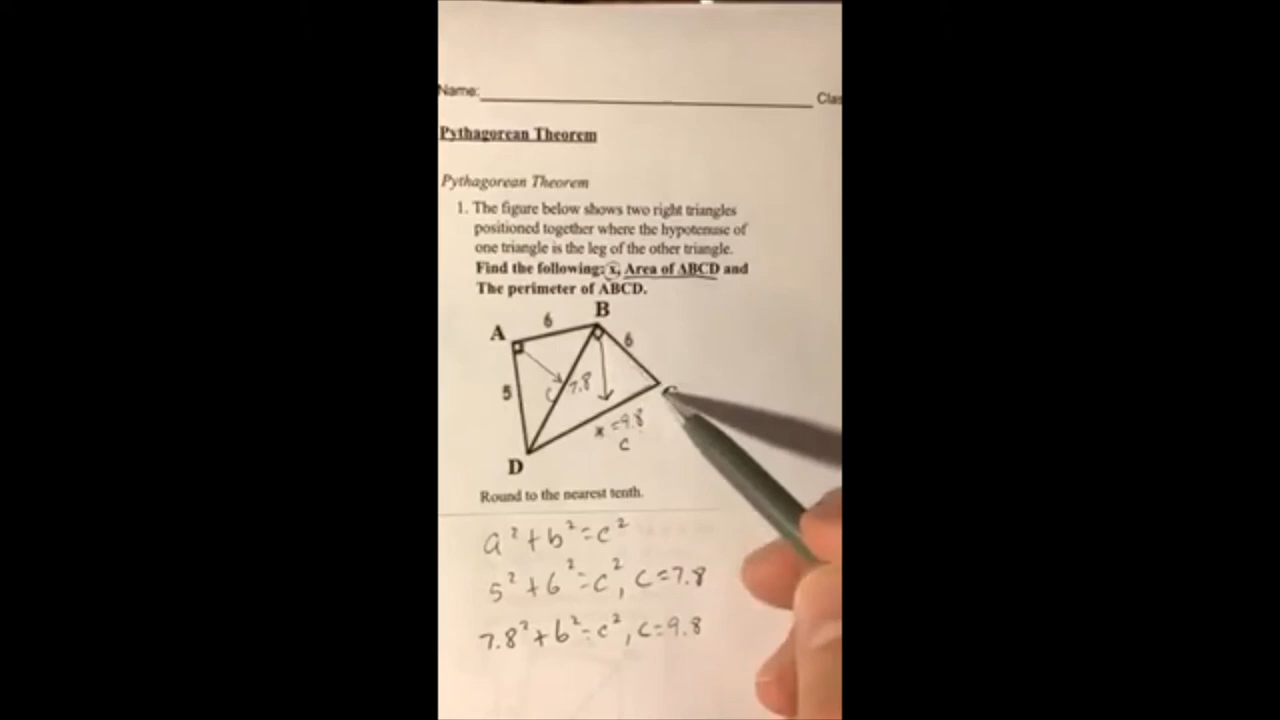 Name:
Clas
Pythagorean Theorem
Pythagorean Theorem
1. The figure below shows two right triangles
positioned together where the hypotenuse of
one triangle is the leg of the other triangle.
Find the following: x, Area of ABCD and
The perimeter of ABCD.
B
6
A
6
5
C
7.8
x =9.8
C
D
Round to the nearest tenth.
a²+b²=c²
5²+6²=c², c=7.8
7.8²+6²=c², c=9.8